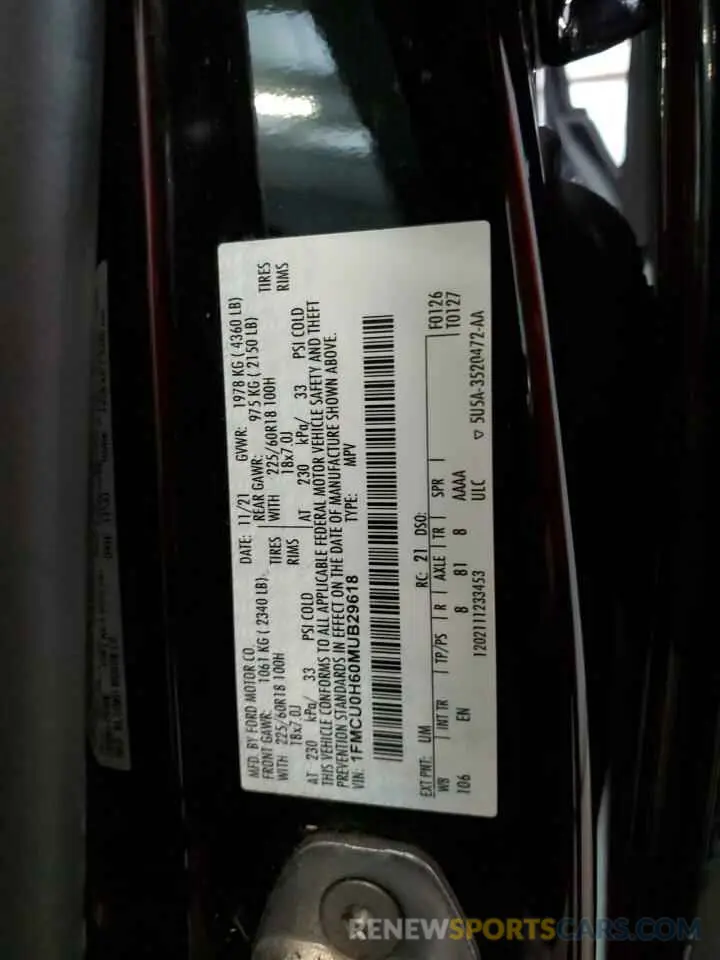 MFD. BY FORD MOTOR CO. DATE: 11/21 GVWR: 1978 KG ( 4360 LB)
FRONT GAWR: 1061 KG ( 2340 LB) REAR GAWR: 975 KG ( 2150 LB)
WITH 225/60R18 100H TIRES WITH 225/60R18 100H TIRES
18x7.0J RIMS 18x7.0J RIMS
AT 230 kPa/ 33 PSI COLD AT 230 kPa/ 33 PSI COLD
THIS VEHICLE CONFORMS TO ALL APPLICABLE FEDERAL MOTOR VEHICLE SAFETY AND THEFT
PREVENTION STANDARDS IN EFFECT ON THE DATE OF MANUFACTURE SHOWN ABOVE.
VIN: 1FMCU0H60MUB29618 TYPE: MPV
EXT PNT: UM RC: 21 DSO: F0126
WB INT TR TP/PS R AXLE TR SPR T0127
106 EN 8 81 8 AAAA
1202111233453 ULC ▽ 5U5A-3520472-AA
RENEWSPORTSCARS.COM